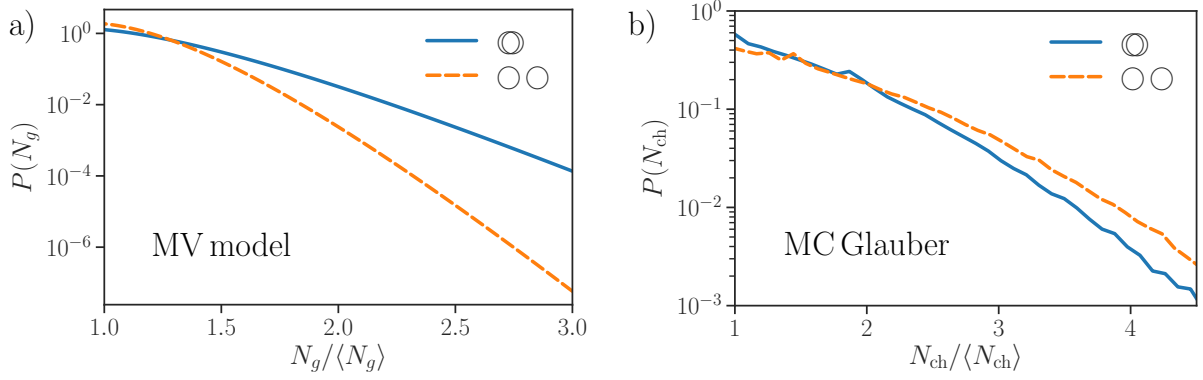 a)
P(N_g)
10^0
10^{-2}
10^{-4}
10^{-6}
MV model
1.0 1.5 2.0 2.5 3.0
N_g/⟨N_g⟩
b)
P(N_ch)
10^0
10^{-1}
10^{-2}
10^{-3}
MC Glauber
1 2 3 4
N_ch/⟨N_ch⟩